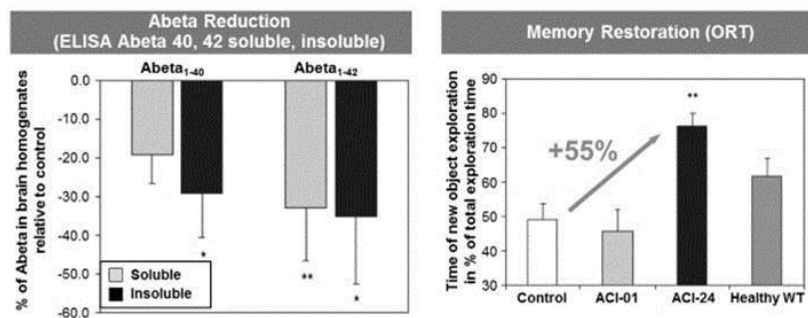 Abeta Reduction
(ELISA Abeta 40, 42 soluble, insoluble)
Abeta1-40
Abeta1-42
% of Abeta in brain homogenates
relative to control
0.0
-10.0
-20.0
-30.0
-40.0
-50.0
-60.0
*
**
*
Soluble
Insoluble
Memory Restoration (ORT)
Time of new object exploration
in % of total exploration time
90
80
70
60
50
40
30
+55%
**
Control
ACI-01
ACI-24
Healthy WT